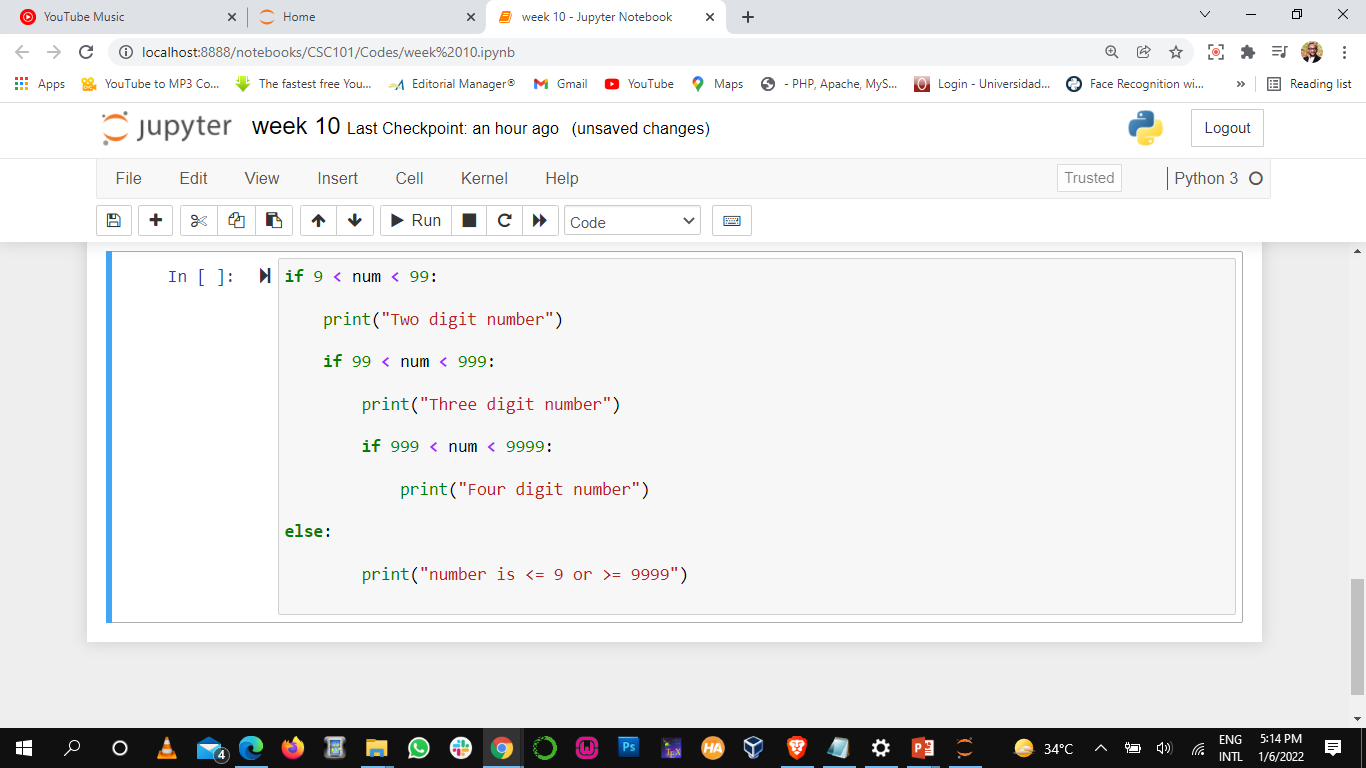 YouTube Music
Home
week 10 - Jupyter Notebook
localhost:8888/notebooks/CSC101/Codes/week%2010.ipynb
Apps
YouTube to MP3 Co...
The fastest free You...
Editorial Manager®
Gmail
YouTube
Maps
- PHP, Apache, MyS...
Login - Universidad...
Face Recognition wi...
»
Reading list
jupyter week 10 Last Checkpoint: an hour ago (unsaved changes)
Logout
File Edit View Insert Cell Kernel Help
Trusted
Python 3
Run
Code
In [ ]:
if 9 < num < 99:
    print("Two digit number")
    if 99 < num < 999:
        print("Three digit number")
        if 999 < num < 9999:
            print("Four digit number")
else:
        print("number is <= 9 or >= 9999")
4
Ps
HA
34°C
ENG
INTL
5:14 PM
1/6/2022